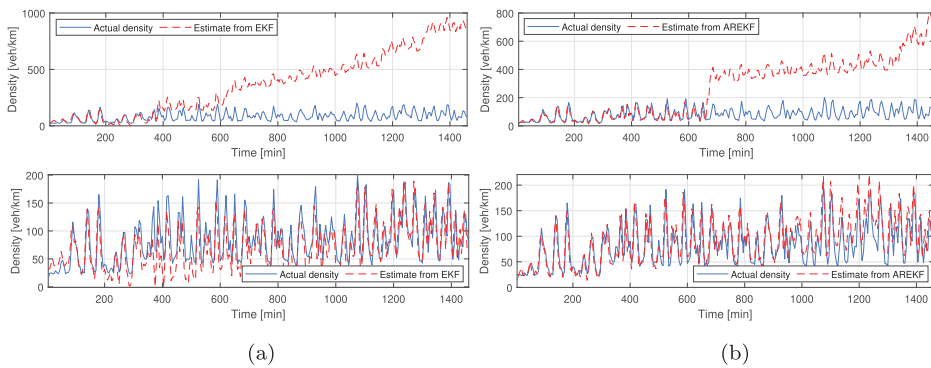 1000
500
0
Density [veh/km]
Actual density
Estimate from EKF
200 400 600 800 1000 1200 1400
Time [min]
800
600
400
200
0
Density [veh/km]
Actual density
Estimate from AREKF
200 400 600 800 1000 1200 1400
Time [min]
200
150
100
50
0
Density [veh/km]
Actual density
Estimate from EKF
0 200 400 600 800 1000 1200 1400
Time [min]
200
150
100
50
0
Density [veh/km]
Actual density
Estimate from AREKF
200 400 600 800 1000 1200 1400
Time [min]
(a)
(b)